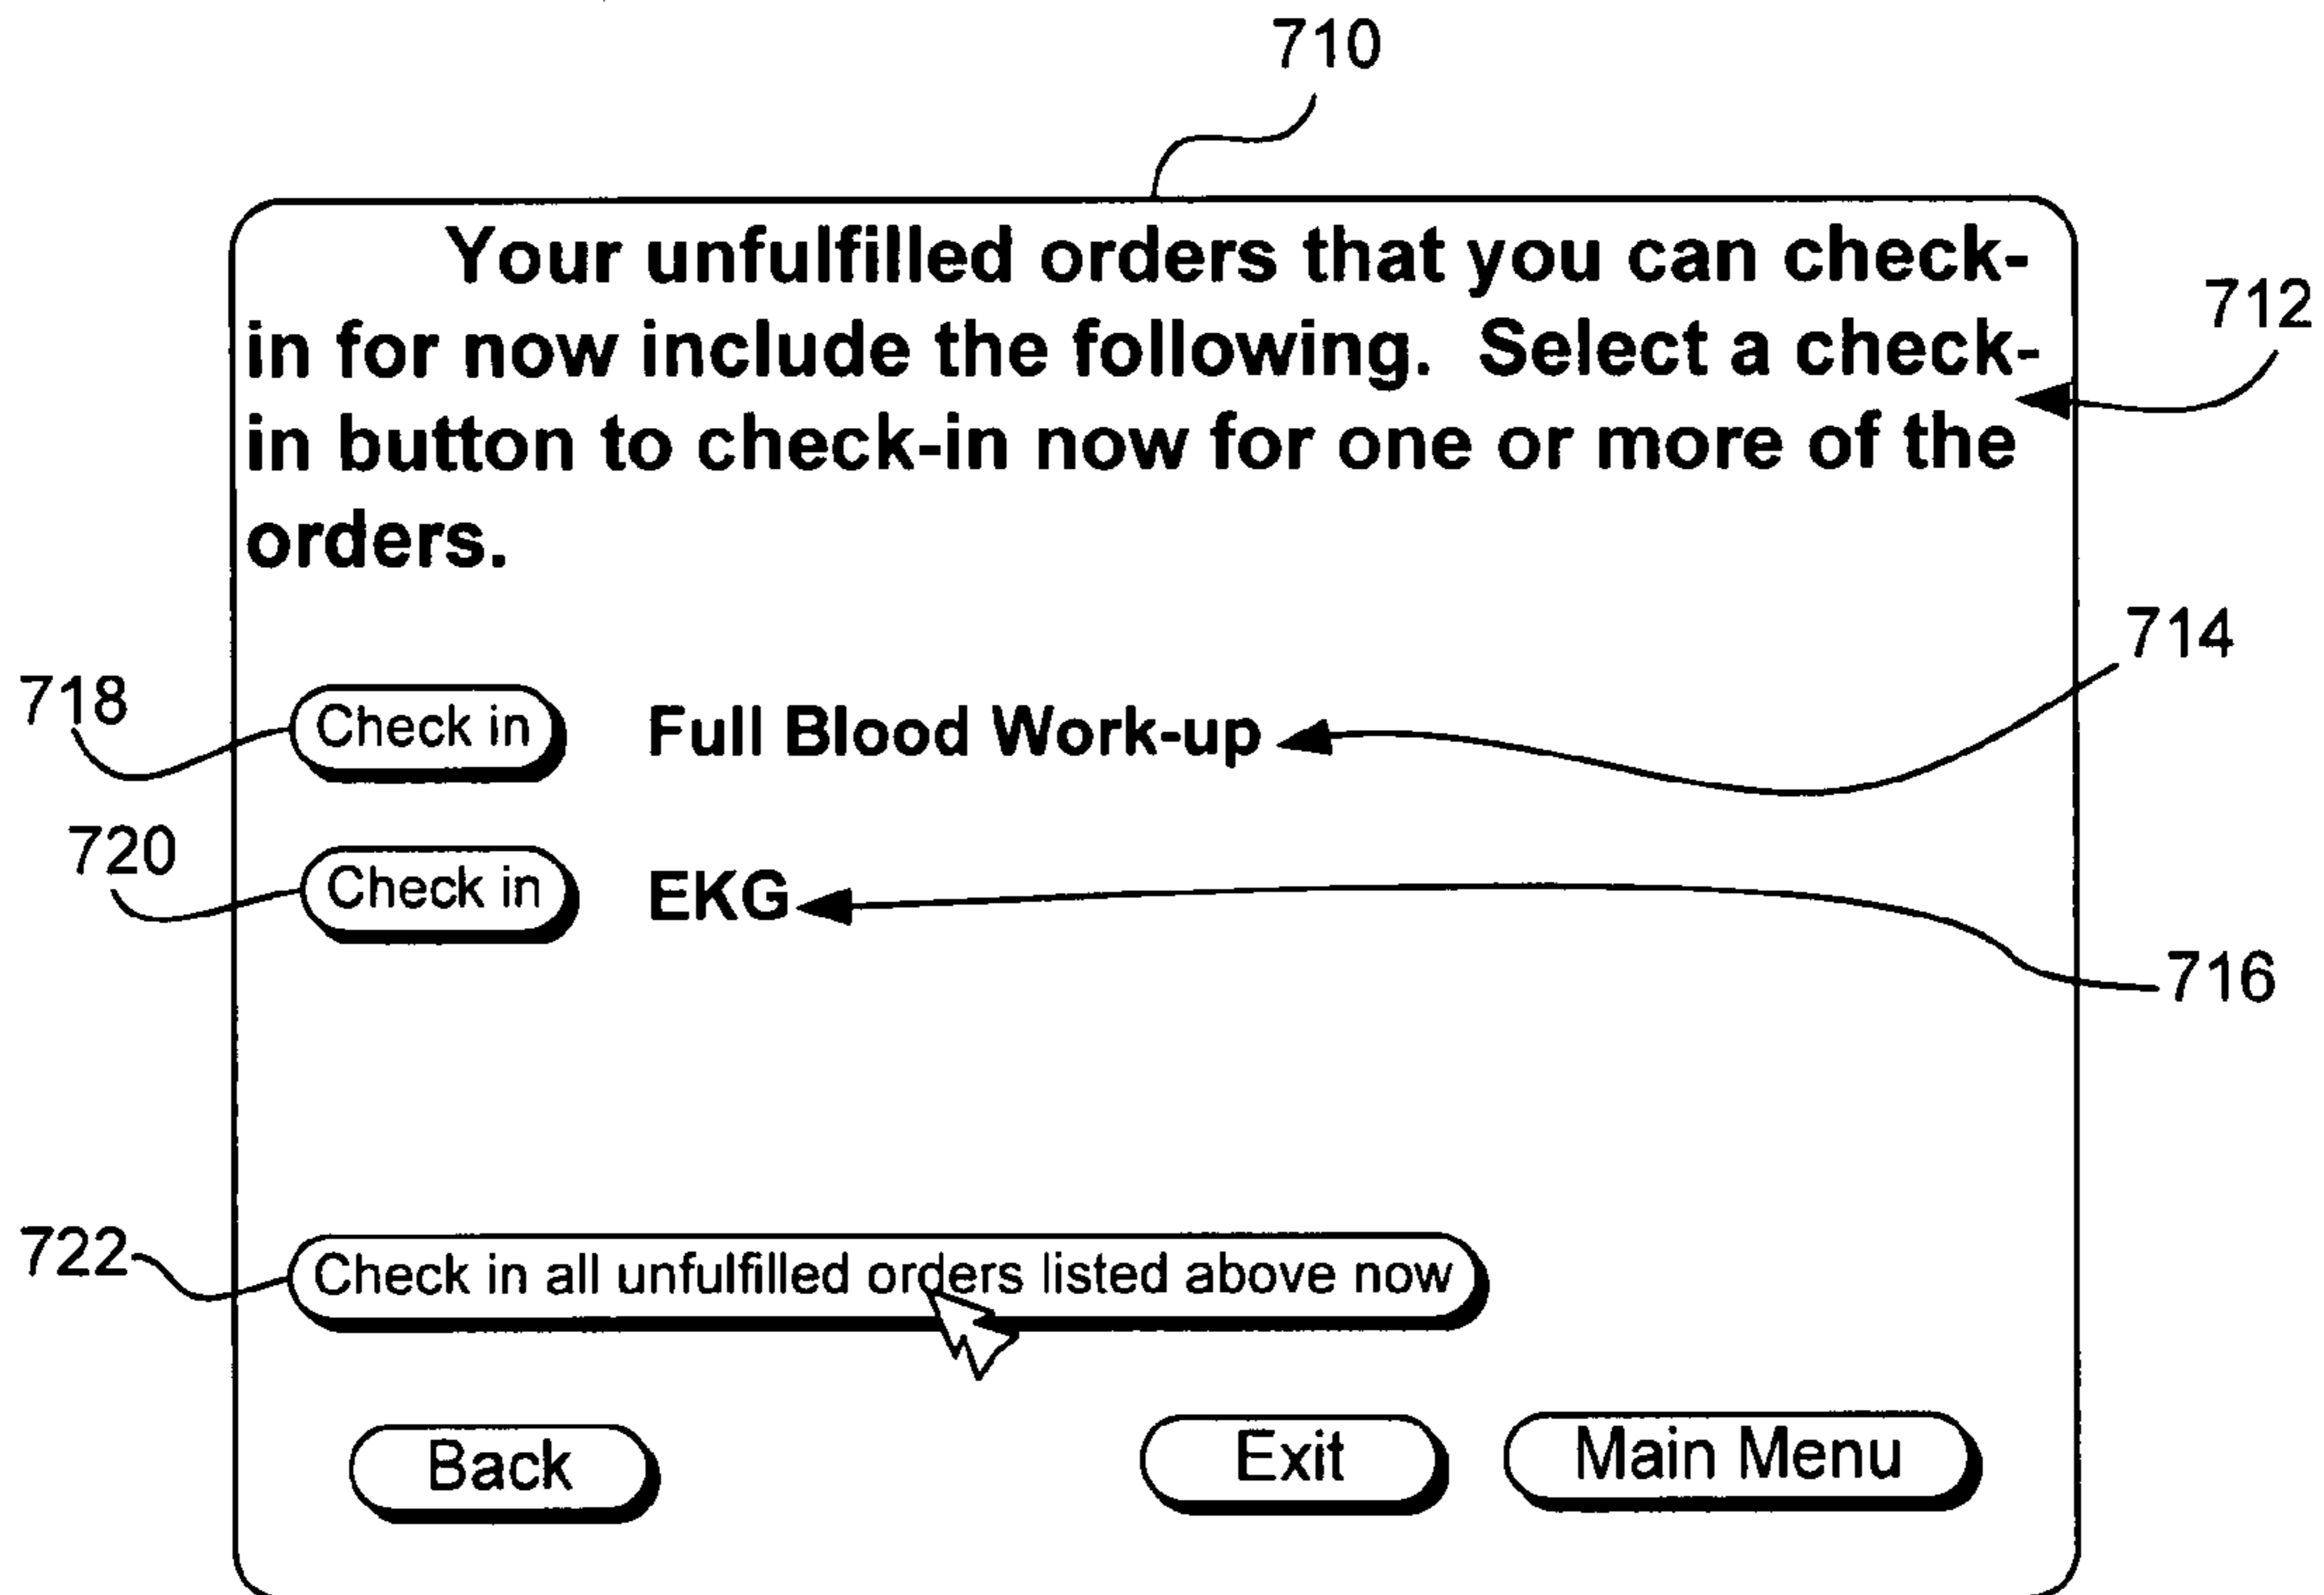 710
Your unfulfilled orders that you can check-
in for now include the following. Select a check-
in button to check-in now for one or more of the
orders.
712
714
718
Check in Full Blood Work-up
720
Check in EKG
716
722
Check in all unfulfilled orders listed above now
Back Exit Main Menu